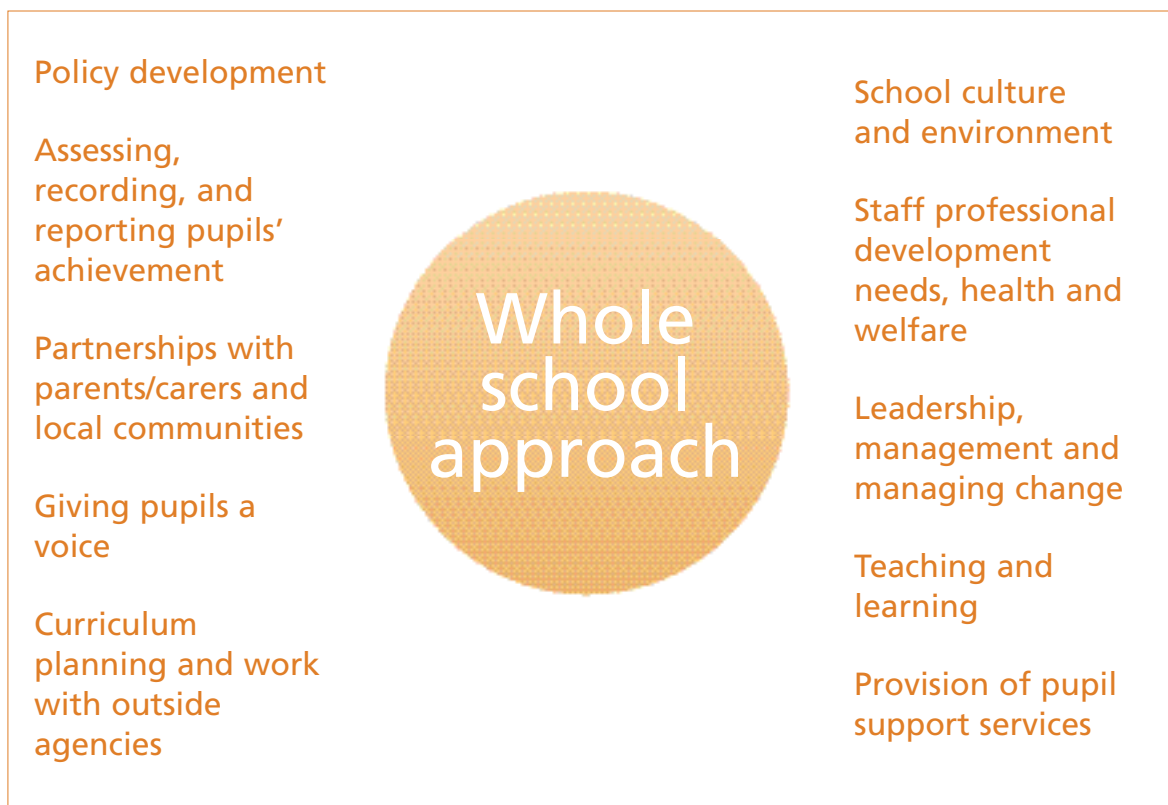 Policy development
Assessing,
recording, and
reporting pupils’
achievement
Partnerships with
parents/carers and
local communities
Giving pupils a
voice
Curriculum
planning and work
with outside
agencies
Whole
school
approach
School culture
and environment
Staff professional
development
needs, health and
welfare
Leadership,
management and
managing change
Teaching and
learning
Provision of pupil
support services